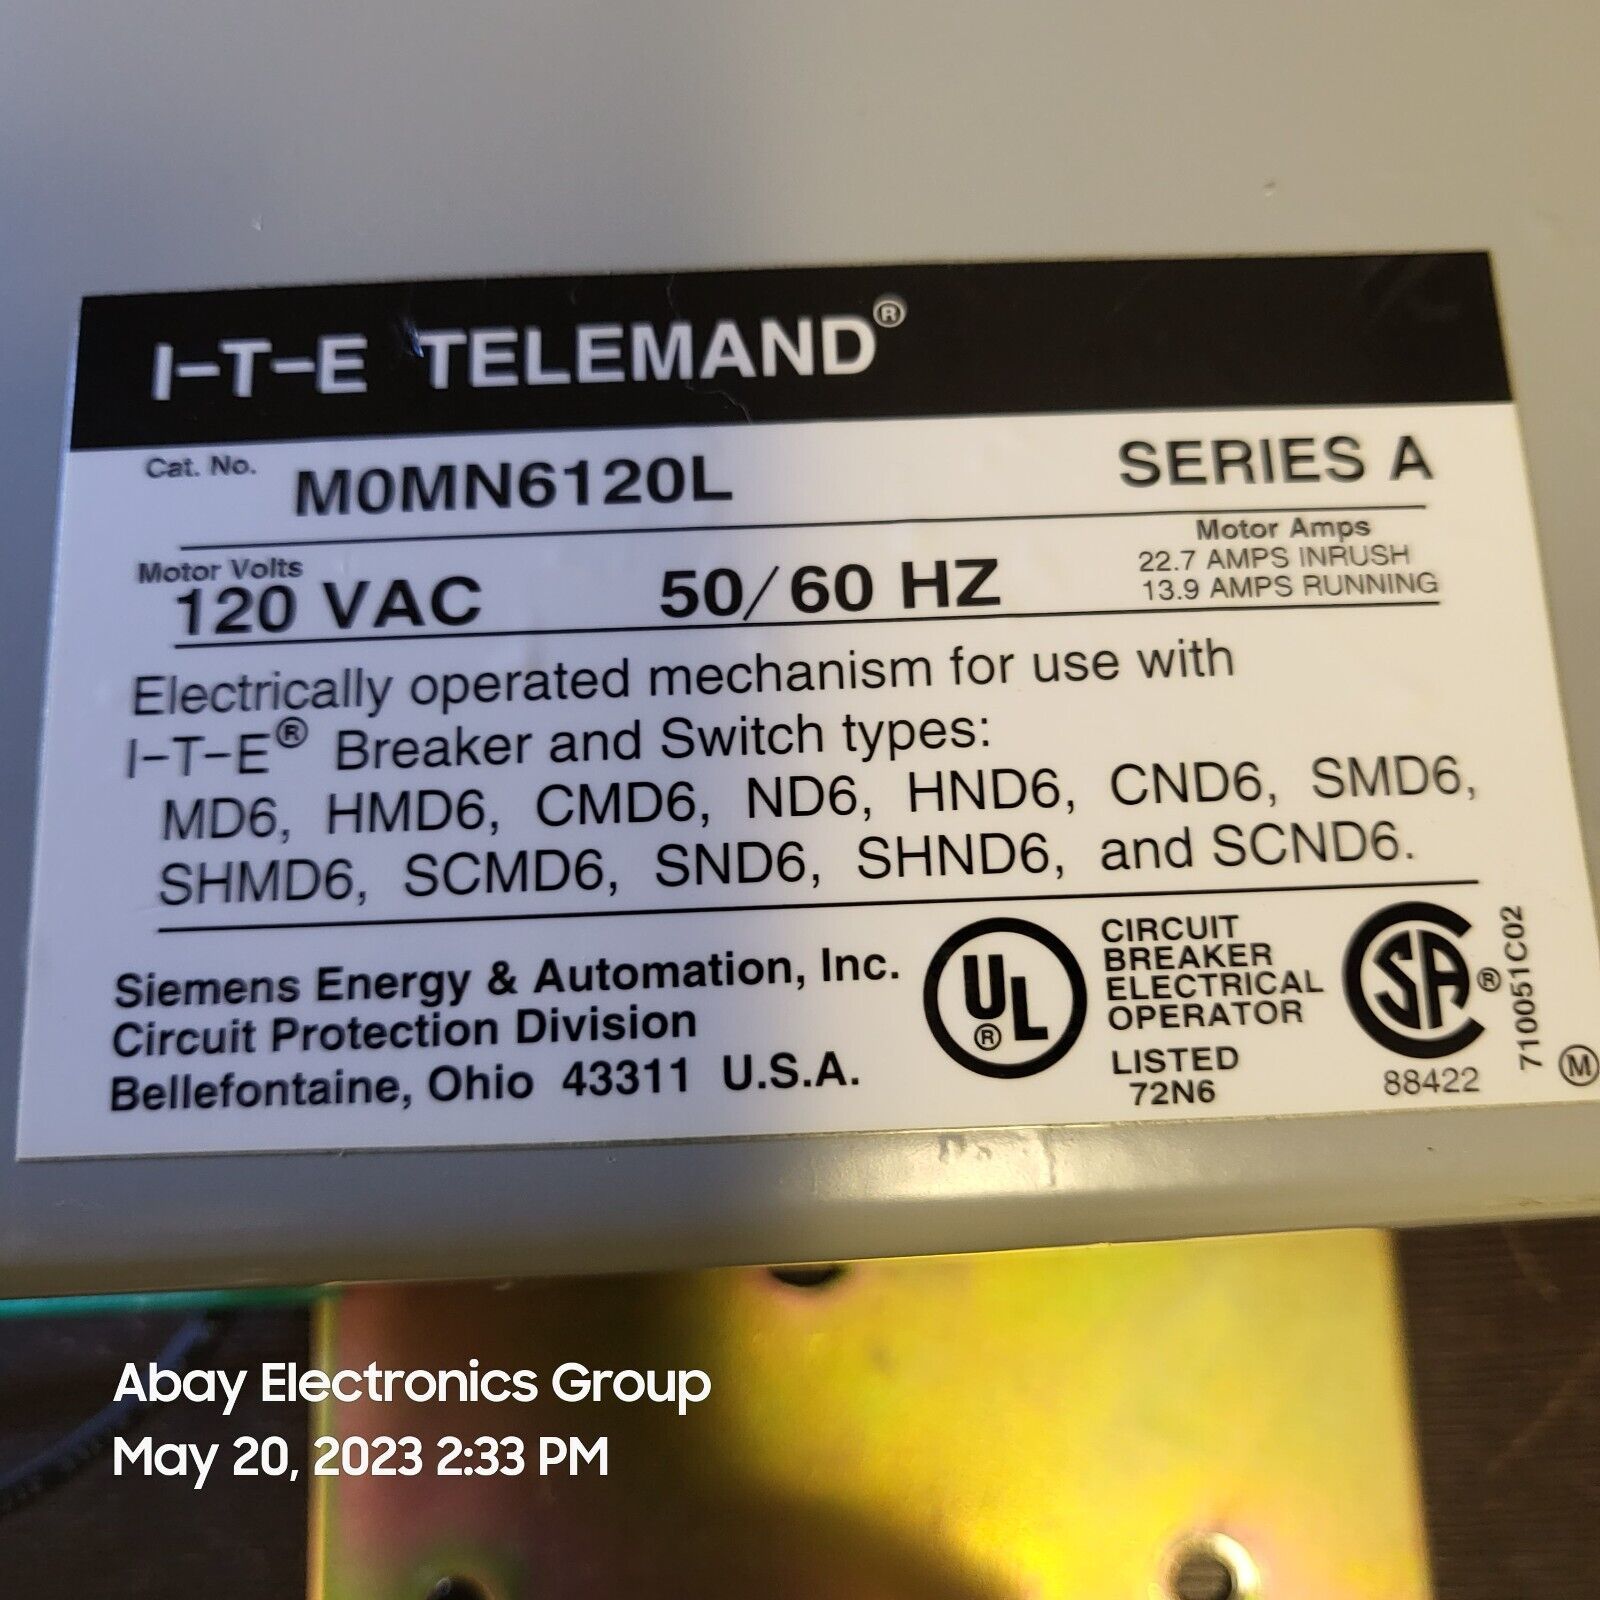 I-T-E TELEMAND®
Cat. No. M0MN6120L SERIES A
Motor Volts 120 VAC 50/60 HZ
Motor Amps
22.7 AMPS INRUSH
13.9 AMPS RUNNING
Electrically operated mechanism for use with
I-T-E® Breaker and Switch types:
MD6, HMD6, CMD6, ND6, HND6, CND6, SMD6,
SHMD6, SCMD6, SND6, SHND6, and SCND6.
Siemens Energy & Automation, Inc.
Circuit Protection Division
Bellefontaine, Ohio 43311 U.S.A.
UL®
CIRCUIT
BREAKER
ELECTRICAL
OPERATOR
LISTED
72N6
SA®
88422
710051C02
M
Abay Electronics Group
May 20, 2023 2:33 PM